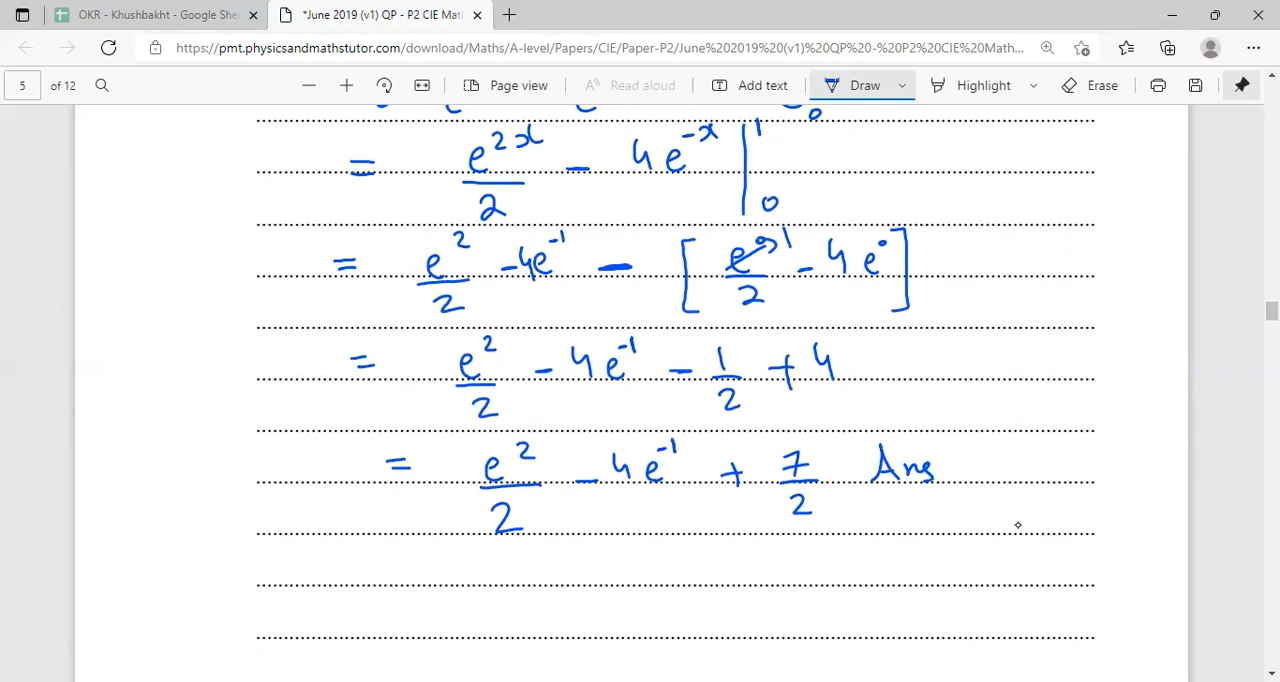 OKR - Khushbakht - Google She
*June 2019 (v1) QP - P2 CIE Mat
https://pmt.physicsandmathstutor.com/download/Maths/A-level/Papers/CIE/Paper-P2/June%202019%20(v1)%20QP%20-%20P2%20CIE%20Math...
5 of 12 Page view Read aloud Add text Draw Highlight Erase
= e^2x/2 - 4e^-x |^1_0
= e^2/2 - 4e^-1 - [e^0 1/2 - 4e^0]
= e^2/2 - 4e^-1 - 1/2 + 4
= e^2/2 - 4e^-1 + 7/2 Ans